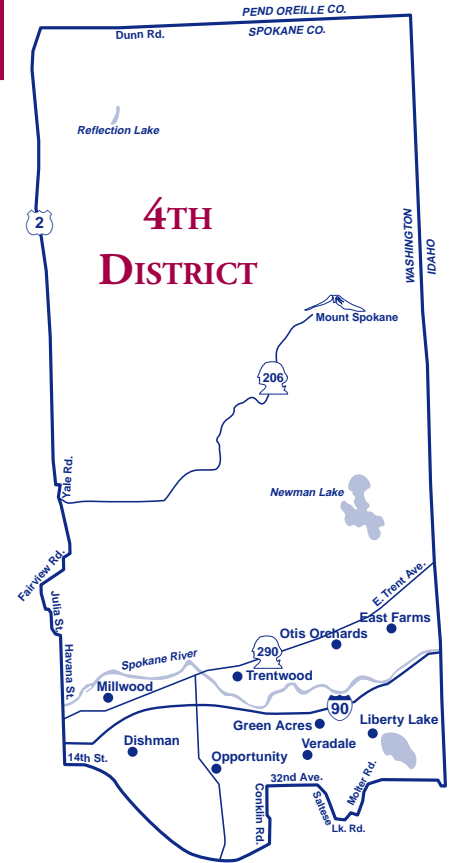 PEND OREILLE CO.
SPOKANE CO.
Dunn Rd.
Reflection Lake
2
4TH
DISTRICT
WASHINGTON
IDAHO
Mount Spokane
206
Yale Rd.
Newman Lake
Fairview Rd.
Julia St.
E. Trent Ave.
East Farms
Otis Orchards
Havana St.
Spokane River
290
Trentwood
Millwood
90
Green Acres
Liberty Lake
Dishman
Veradale
14th St.
Opportunity
32nd Ave.
Conklin Rd.
Saltese
Lk. Rd.
Molter Rd.